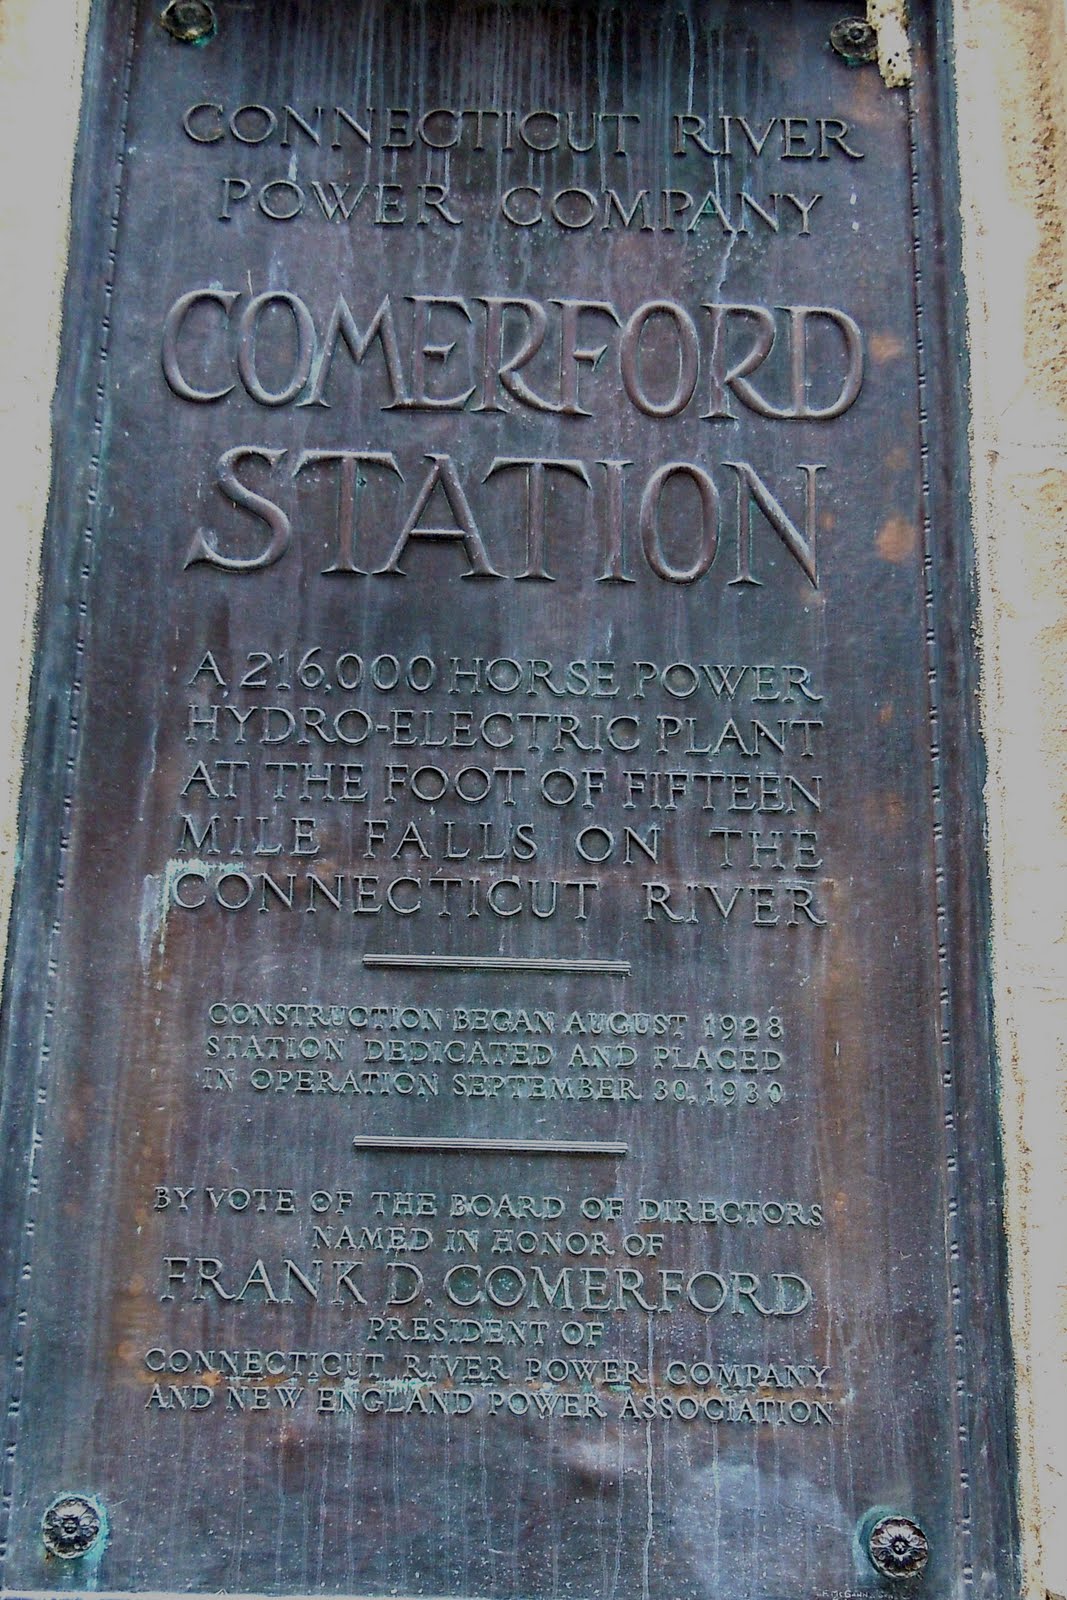 CONNECTICUT RIVER
POWER COMPANY
COMERFORD
STATION
A 216,000 HORSE POWER
HYDRO-ELECTRIC PLANT
AT THE FOOT OF FIFTEEN
MILE FALLS ON THE
CONNECTICUT RIVER
CONSTRUCTION BEGAN AUGUST 1928
STATION DEDICATED AND PLACED
IN OPERATION SEPTEMBER 30, 1930
BY VOTE OF THE BOARD OF DIRECTORS
NAMED IN HONOR OF
FRANK D. COMERFORD
PRESIDENT OF
CONNECTICUT RIVER POWER COMPANY
AND NEW ENGLAND POWER ASSOCIATION